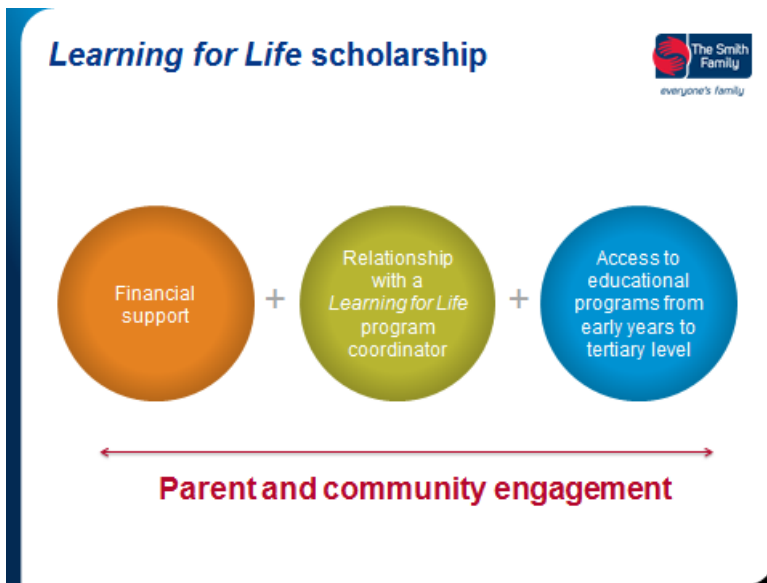 Learning for Life scholarship
The Smith
Family
everyone's family
Financial
support
+
Relationship
with a
Learning for Life
program
coordinator
+
Access to
educational
programs from
early years to
tertiary level
Parent and community engagement